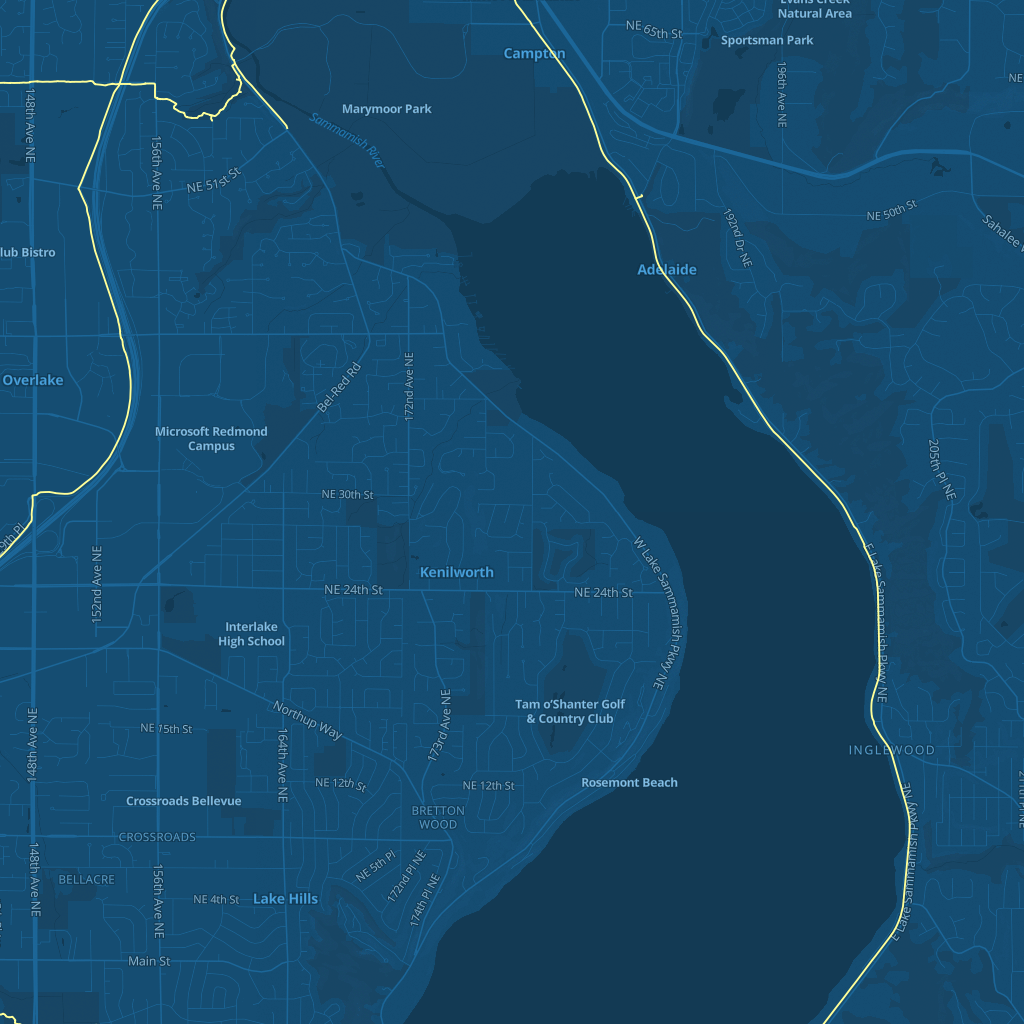 Evans Creek
Natural Area
NE 65th St
Sportsman Park
Campton
NE
148th Ave NE
196th Ave NE
Marymoor Park
Sammamish River
156th Ave NE
NE 51st St
NE 50th St
192nd Dr NE
Sahalee
lub Bistro
Adelaide
Overlake
Bel-Red Rd
172nd Ave NE
Microsoft Redmond
Campus
205th Pl NE
NE 30th St
9th Pl
152nd Ave NE
W Lake Sammamish Pkwy NE
E Lake Sammamish Pkwy NE
Kenilworth
NE 24th St
NE 24th St
Interlake
High School
Tam o'Shanter Golf
& Country Club
173rd Ave NE
Northup Way
148th Ave NE
NE 15th St
164th Ave NE
INGLEWOOD
NE 12th St
NE 12th St
Rosemont Beach
Crossroads Bellevue
BRETTON
WOOD
CROSSROADS
E Lake Sammamish Pkwy NE
148th Ave NE
156th Ave NE
NE 5th Pl
172nd Pl NE
174th Pl NE
BELLACRE
NE 4th St
Lake Hills
Main St